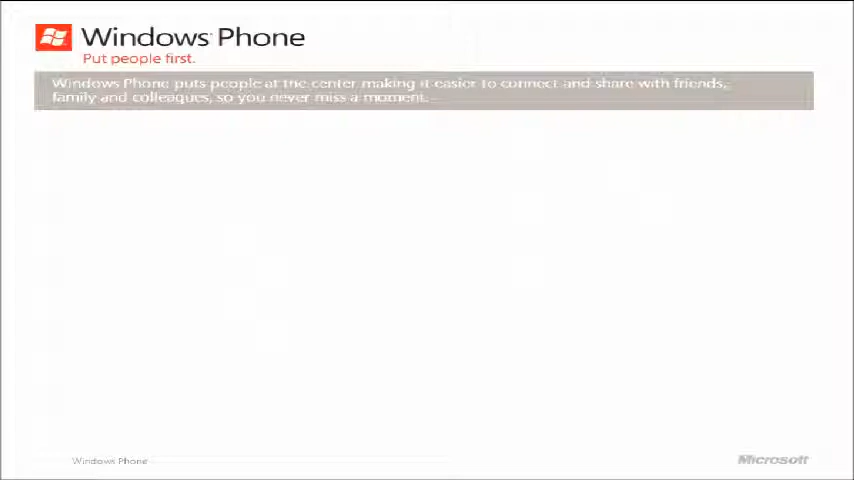 Windows Phone
Put people first.
Windows Phone puts people at the center making it easier to connect and share with friends,
family and colleagues, so you never miss a moment.
Windows Phone
Microsoft